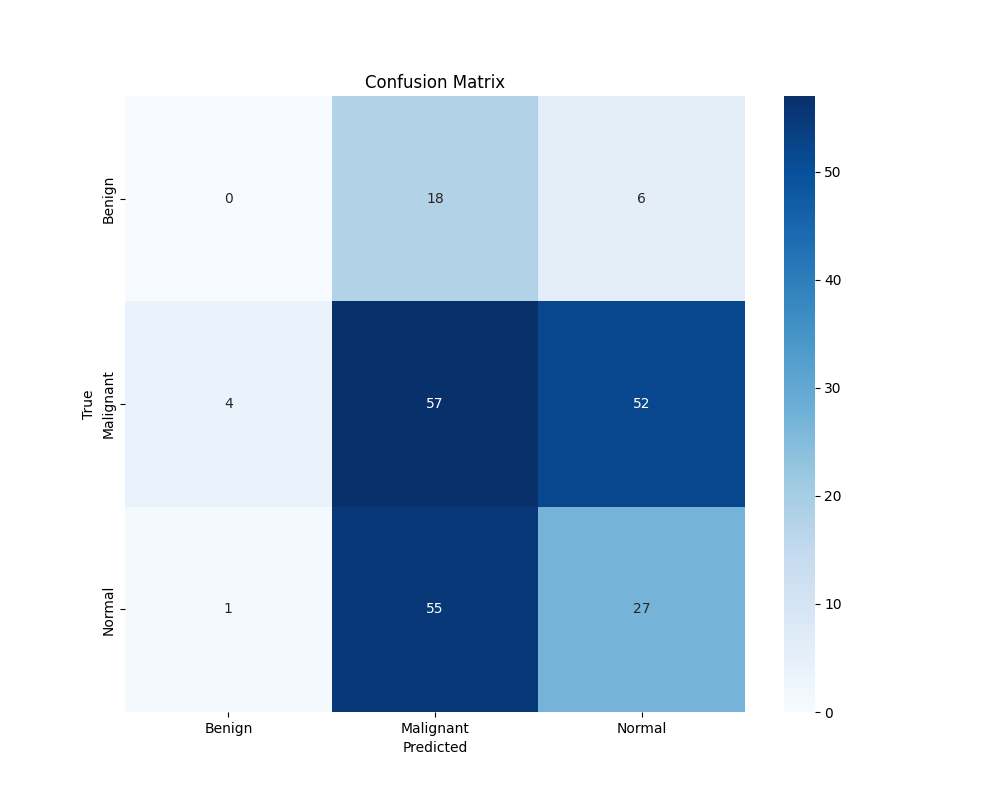 Confusion Matrix
Benign
Malignant
Normal
True
0 18 6
4 57 52
1 55 27
Benign Malignant Normal
Predicted
50
40
30
20
10
0